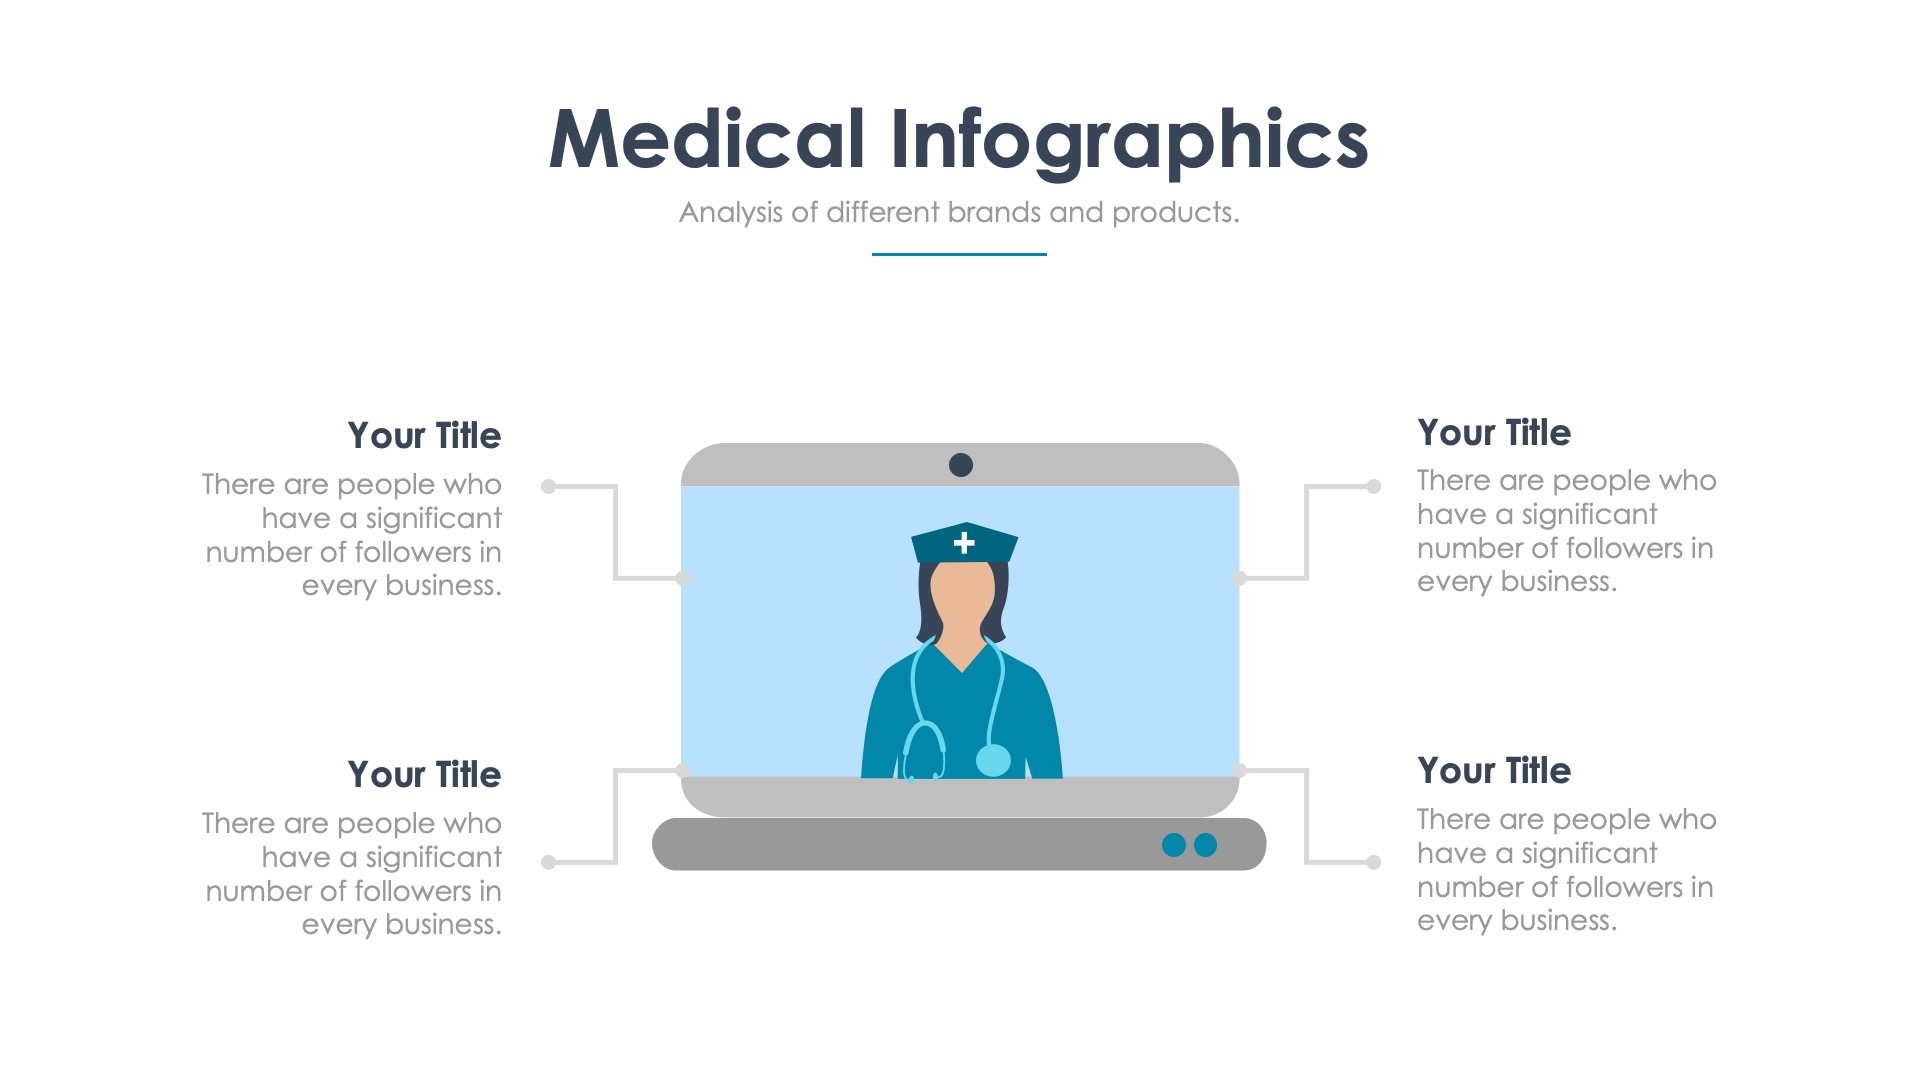 Medical Infographics
Analysis of different brands and products.
Your Title
There are people who
have a significant
number of followers in
every business.
Your Title
There are people who
have a significant
number of followers in
every business.
Your Title
There are people who
have a significant
number of followers in
every business.
Your Title
There are people who
have a significant
number of followers in
every business.